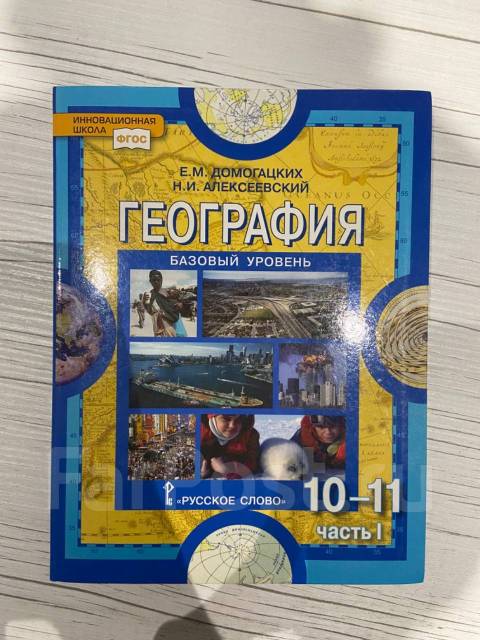 ИННОВАЦИОННАЯ
ШКОЛА
ФГОС
Е.М. ДОМОГАЦКИХ
Н.И. АЛЕКСЕЕВСКИЙ
ГЕОГРАФИЯ
БАЗОВЫЙ УРОВЕНЬ
«РУССКОЕ СЛОВО»
10–11
часть I